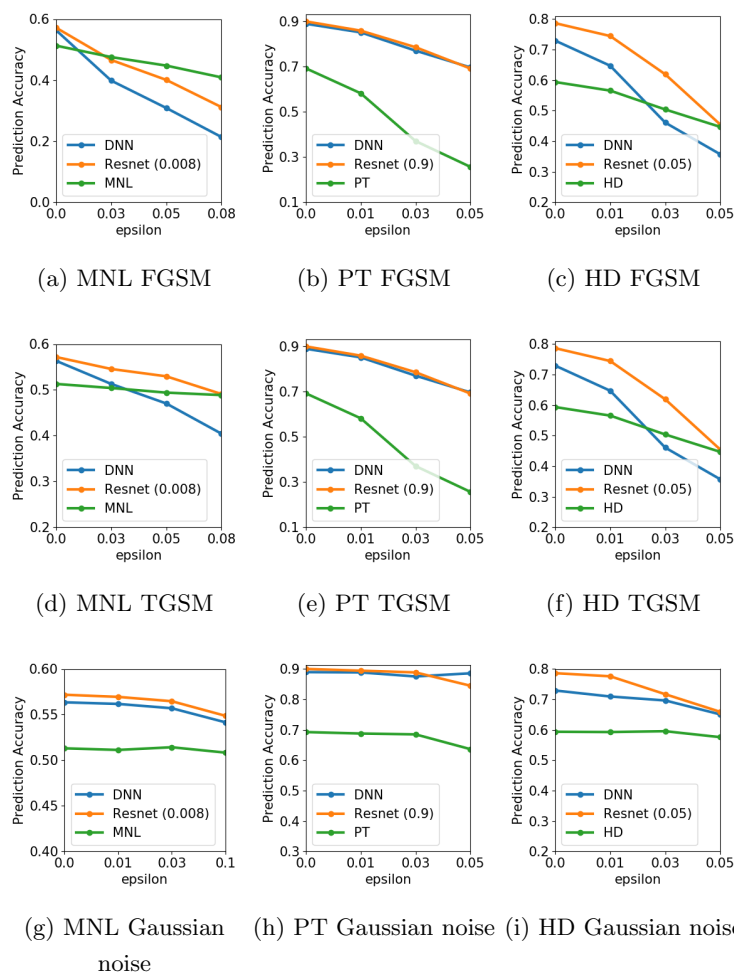 0.6
0.4
0.2
0.0
Prediction Accuracy
DNN
Resnet (0.008)
MNL
0.0 0.03 0.05 0.08
epsilon
(a) MNL FGSM
0.9
0.7
0.5
0.3
0.1
Prediction Accuracy
DNN
Resnet (0.9)
PT
0.0 0.01 0.03 0.05
epsilon
(b) PT FGSM
0.8
0.7
0.6
0.5
0.4
0.3
0.2
Prediction Accuracy
DNN
Resnet (0.05)
HD
0.0 0.01 0.03 0.05
epsilon
(c) HD FGSM
0.6
0.5
0.4
0.3
0.2
Prediction Accuracy
DNN
Resnet (0.008)
MNL
0.0 0.03 0.05 0.08
epsilon
(d) MNL TGSM
0.9
0.7
0.5
0.3
0.1
Prediction Accuracy
DNN
Resnet (0.9)
PT
0.0 0.01 0.03 0.05
epsilon
(e) PT TGSM
0.8
0.7
0.6
0.5
0.4
0.3
0.2
Prediction Accuracy
DNN
Resnet (0.05)
HD
0.0 0.01 0.03 0.05
epsilon
(f) HD TGSM
0.60
0.55
0.50
0.45
0.40
Prediction Accuracy
DNN
Resnet (0.008)
MNL
0.0 0.01 0.03 0.1
epsilon
(g) MNL Gaussian
noise
0.9
0.8
0.7
0.6
0.5
0.4
0.3
Prediction Accuracy
DNN
Resnet (0.9)
PT
0.0 0.01 0.03 0.05
epsilon
(h) PT Gaussian noise
0.8
0.7
0.6
0.5
0.4
0.3
0.2
Prediction Accuracy
DNN
Resnet (0.05)
HD
0.0 0.01 0.03 0.05
epsilon
(i) HD Gaussian noise